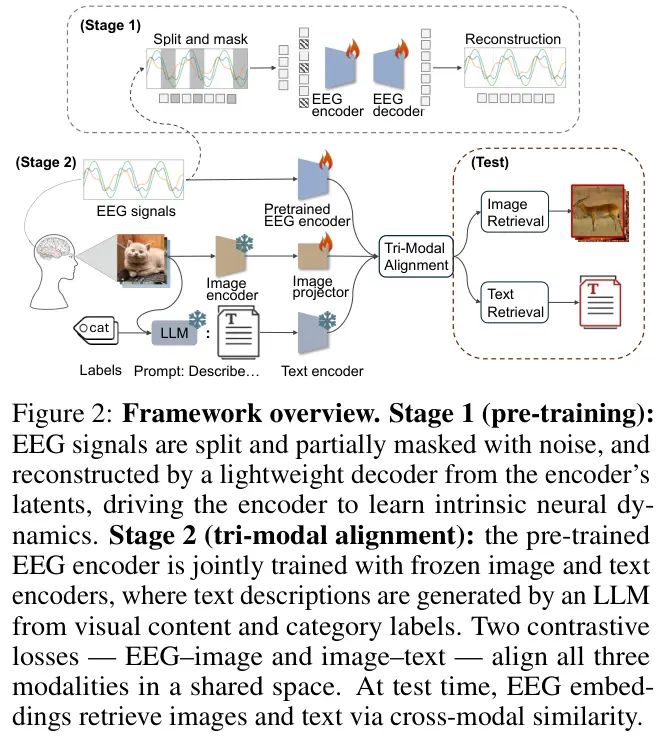 (Stage 1)
Split and mask
Reconstruction
EEG
encoder
EEG
decoder
(Stage 2)
(Test)
EEG signals
Pretrained
EEG encoder
Image
Retrieval
Tri-Modal
Alignment
Image
encoder
Image
projector
Text
Retrieval
T
cat
LLM
:
T
Labels
Prompt: Describe…
Text encoder
Figure 2: Framework overview. Stage 1 (pre-training):
EEG signals are split and partially masked with noise, and
reconstructed by a lightweight decoder from the encoder's
latents, driving the encoder to learn intrinsic neural dy-
namics. Stage 2 (tri-modal alignment): the pre-trained
EEG encoder is jointly trained with frozen image and text
encoders, where text descriptions are generated by an LLM
from visual content and category labels. Two contrastive
losses — EEG–image and image–text — align all three
modalities in a shared space. At test time, EEG embed-
dings retrieve images and text via cross-modal similarity.